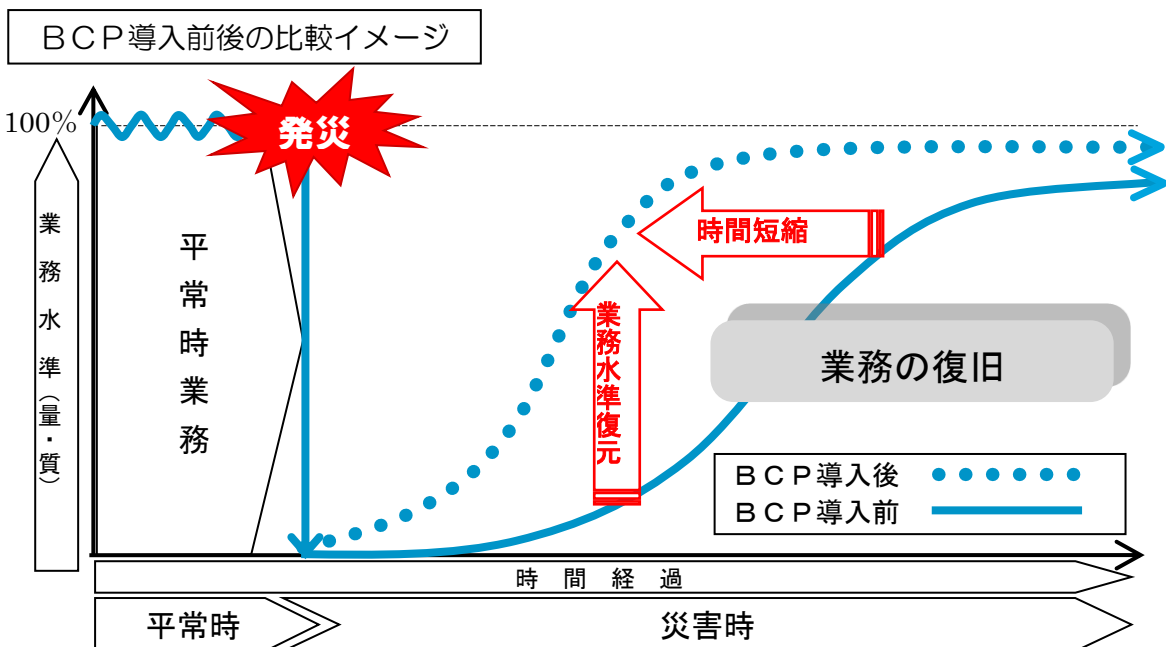 ＢＣＰ導入前後の比較イメージ
100%
発災
業務水準（量・質）
平常時業務
時間短縮
業務水準復元
業務の復旧
ＢＣＰ導入後
ＢＣＰ導入前
時間経過
平常時
災害時